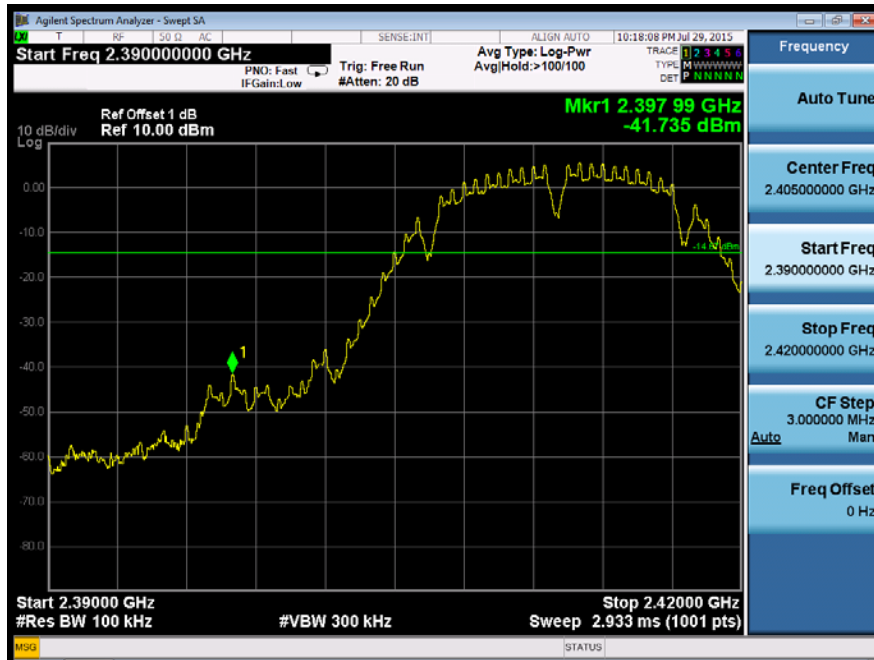 Agilent Spectrum Analyzer - Swept SA
T RF 50 Ω AC SENSE:INT ALIGN AUTO 10:18:08 PM Jul 29, 2015
Start Freq 2.390000000 GHz
PNO: Fast
IFGain:Low
Trig: Free Run
#Atten: 20 dB
Avg Type: Log-Pwr
Avg|Hold:>100/100
TRACE 1 2 3 4 5 6
TYPE M WWWWW
DET P N N N N N
Mkr1 2.397 99 GHz
-41.735 dBm
Ref Offset 1 dB
Ref 10.00 dBm
10 dB/div
Log
0.00
-10.0
-20.0
-30.0
-40.0
-50.0
-60.0
-70.0
-80.0
1
Start 2.39000 GHz
Stop 2.42000 GHz
#Res BW 100 kHz
#VBW 300 kHz
Sweep 2.933 ms (1001 pts)
MSG
STATUS
Frequency
Auto Tune
Center Freq
2.405000000 GHz
Start Freq
2.390000000 GHz
Stop Freq
2.420000000 GHz
CF Step
3.000000 MHz
Auto Man
Freq Offset
0 Hz